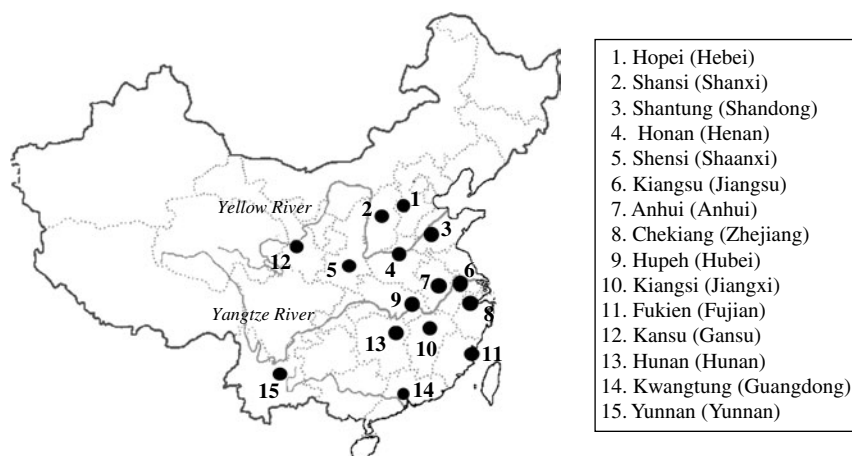 1
2
Yellow River
3
12
5
4
7
6
9
8
Yangtze River
13
10
11
15
14
1. Hopei (Hebei)
2. Shansi (Shanxi)
3. Shantung (Shandong)
4. Honan (Henan)
5. Shensi (Shaanxi)
6. Kiangsu (Jiangsu)
7. Anhui (Anhui)
8. Chekiang (Zhejiang)
9. Hupeh (Hubei)
10. Kiangsi (Jiangxi)
11. Fukien (Fujian)
12. Kansu (Gansu)
13. Hunan (Hunan)
14. Kwangtung (Guangdong)
15. Yunnan (Yunnan)